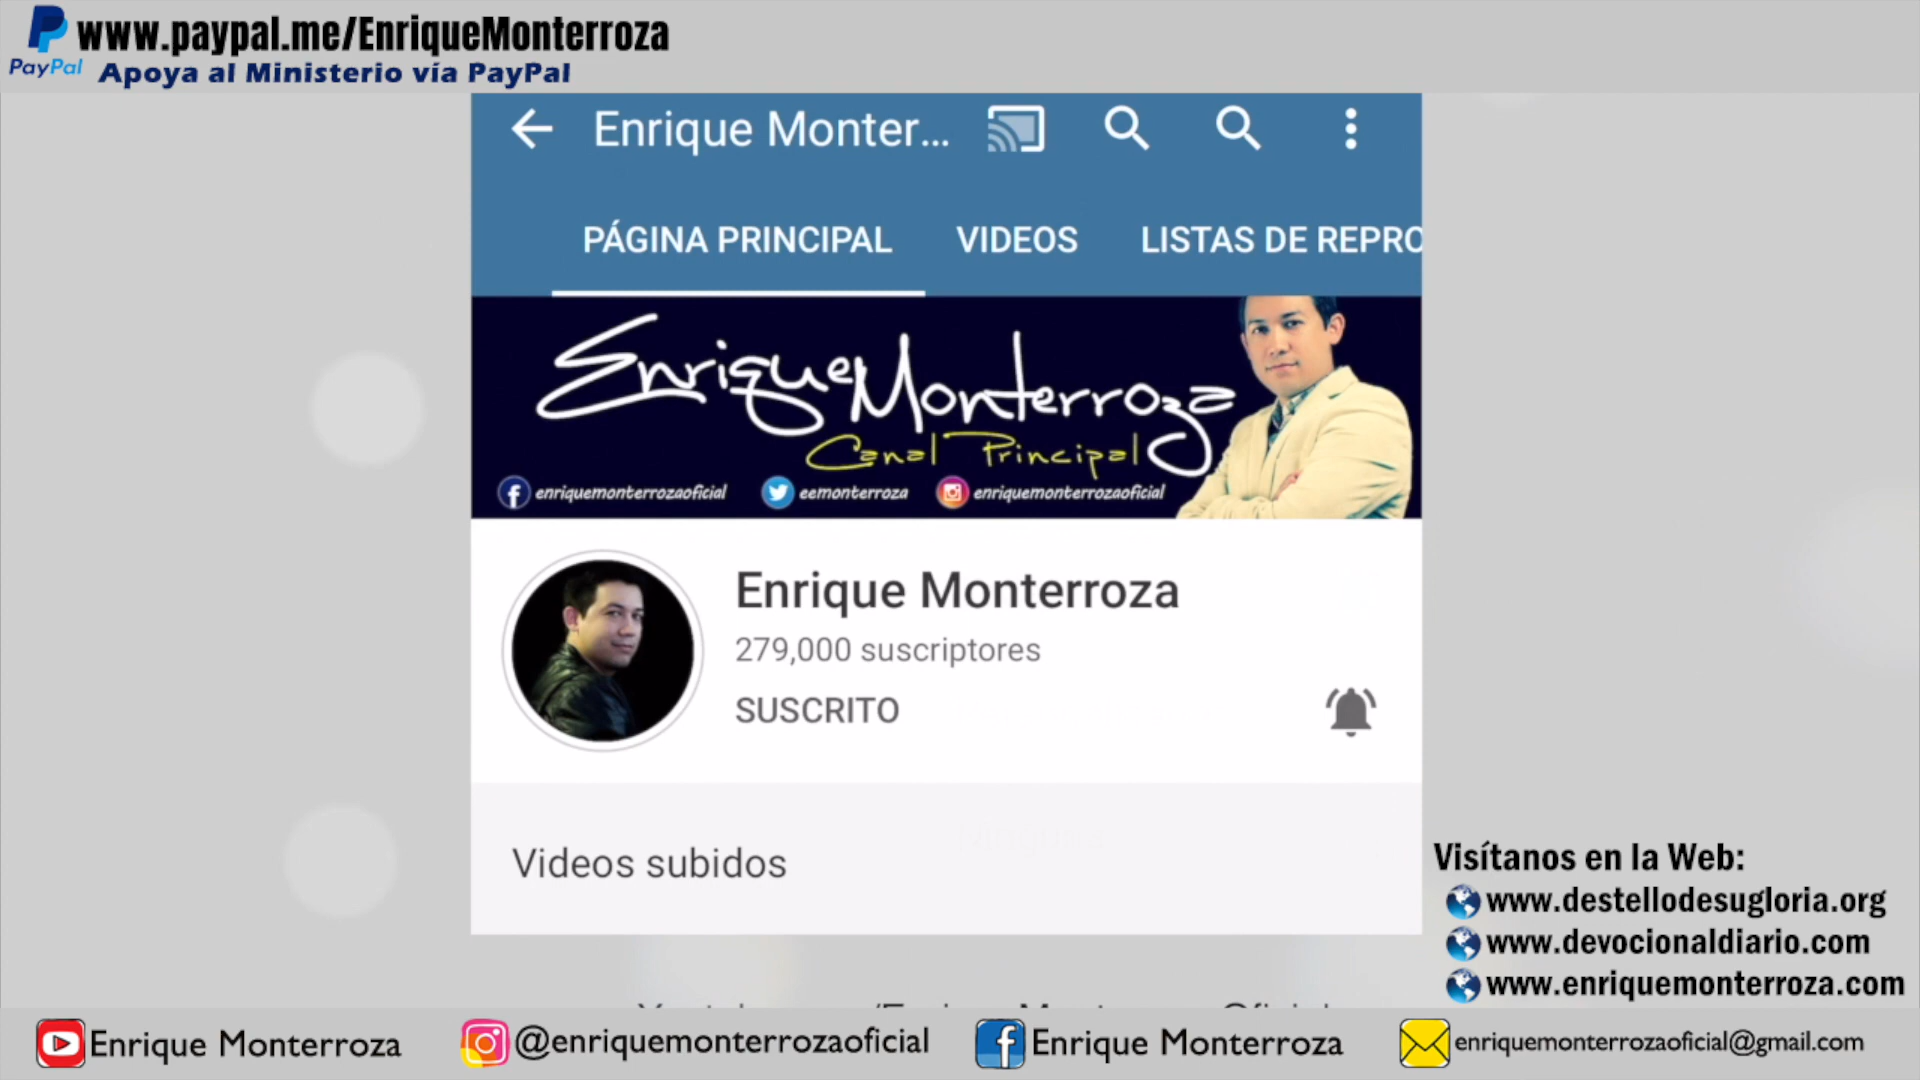 www.paypal.me/EnriqueMonterroza
PayPal
Apoya al Ministerio vía PayPal
Enrique Monter...
PÁGINA PRINCIPAL
VIDEOS
LISTAS DE REPRO
Enrique Monterroza
Canal Principal
enriquemonterrozaoficial
eemonterroza
enriquemonterrozaoficial
Enrique Monterroza
279,000 suscriptores
SUSCRITO
Videos subidos
Visítanos en la Web:
www.destellodesugloria.org
www.devocionaldiario.com
www.enriquemonterroza.com
Enrique Monterroza
@enriquemonterrozaoficial
Enrique Monterroza
enriquemonterrozaoficial@gmail.com